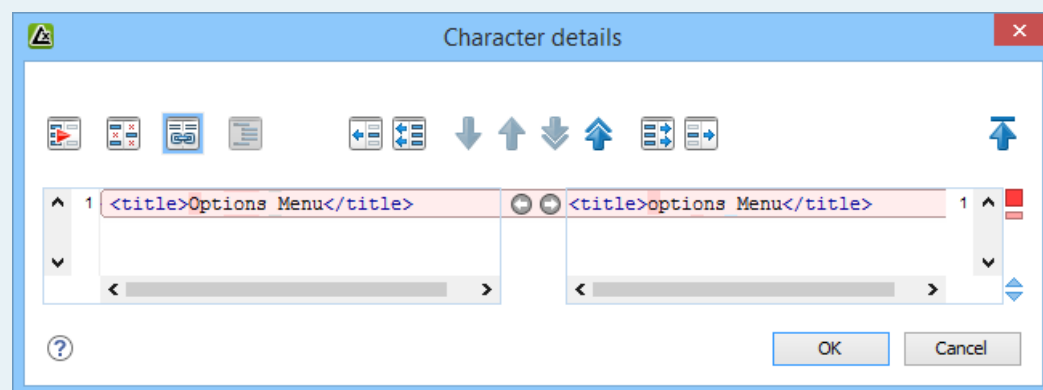 Character details
1 <title>Options Menu</title> <title>options Menu</title> 1
OK Cancel